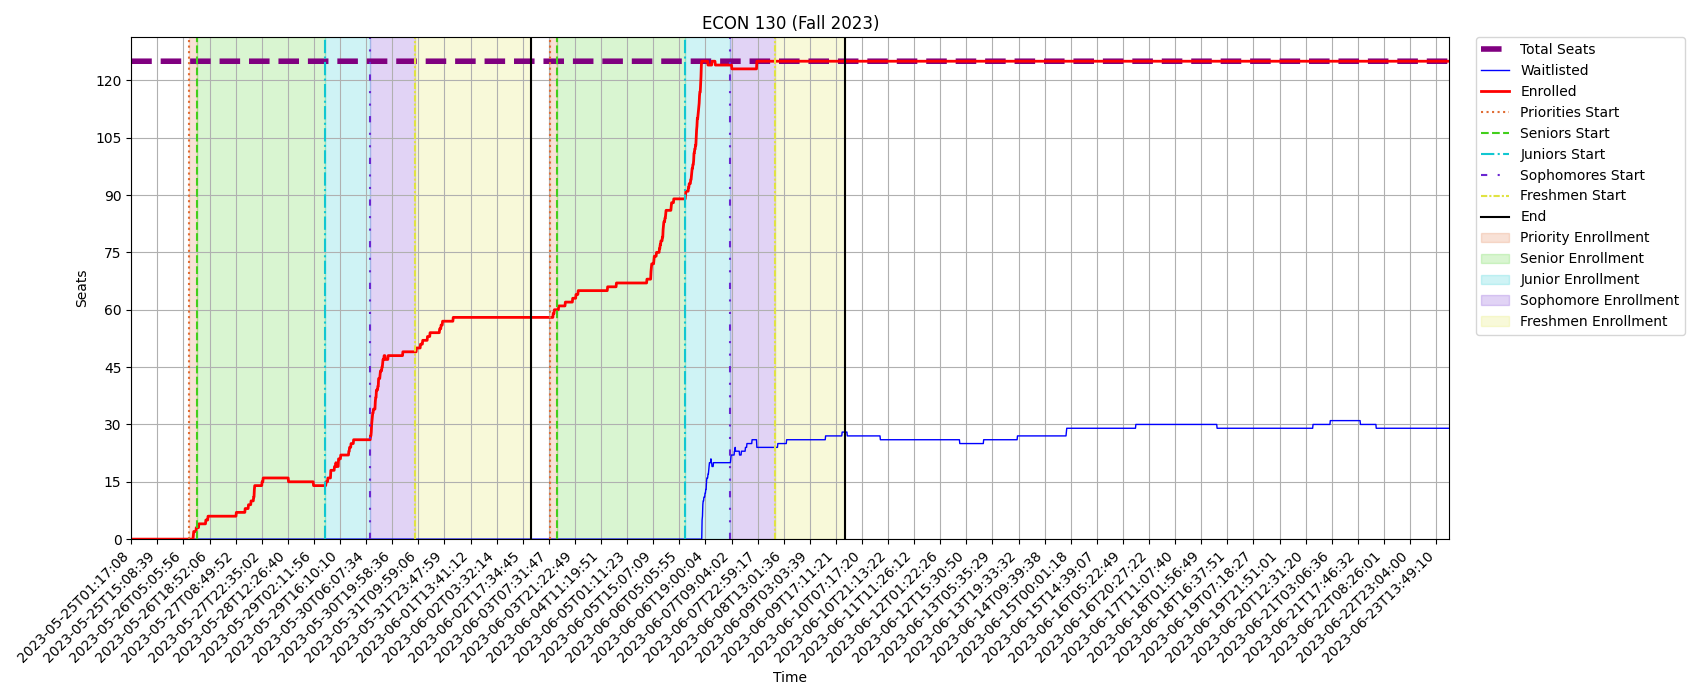 ECON 130 (Fall 2023)
Seats
120
105
90
75
60
45
30
15
0
2023-05-25T01:17:08
2023-05-25T15:08:39
2023-05-26T05:05:56
2023-05-26T18:52:06
2023-05-27T08:49:52
2023-05-27T22:35:02
2023-05-28T12:26:40
2023-05-29T02:11:56
2023-05-29T16:10:10
2023-05-30T06:07:34
2023-05-30T19:58:36
2023-05-31T09:59:06
2023-05-31T23:47:59
2023-06-01T13:41:12
2023-06-02T03:32:14
2023-06-02T17:34:45
2023-06-03T07:31:47
2023-06-03T21:22:49
2023-06-04T11:19:51
2023-06-05T01:11:23
2023-06-05T15:07:09
2023-06-06T05:05:55
2023-06-06T19:00:04
2023-06-07T09:04:02
2023-06-07T22:59:17
2023-06-08T13:01:36
2023-06-09T03:03:39
2023-06-09T17:11:21
2023-06-10T07:17:20
2023-06-10T21:13:22
2023-06-11T11:26:12
2023-06-12T01:22:26
2023-06-12T15:30:50
2023-06-13T05:35:29
2023-06-13T19:33:32
2023-06-14T09:39:38
2023-06-15T00:01:18
2023-06-15T14:39:07
2023-06-16T05:22:49
2023-06-16T20:27:22
2023-06-17T11:07:40
2023-06-18T01:56:49
2023-06-18T16:37:51
2023-06-19T07:18:27
2023-06-19T21:51:01
2023-06-20T12:31:20
2023-06-21T03:06:36
2023-06-21T17:46:32
2023-06-22T08:26:01
2023-06-22T23:04:00
2023-06-23T13:49:10
Time
Total Seats
Waitlisted
Enrolled
Priorities Start
Seniors Start
Juniors Start
Sophomores Start
Freshmen Start
End
Priority Enrollment
Senior Enrollment
Junior Enrollment
Sophomore Enrollment
Freshmen Enrollment